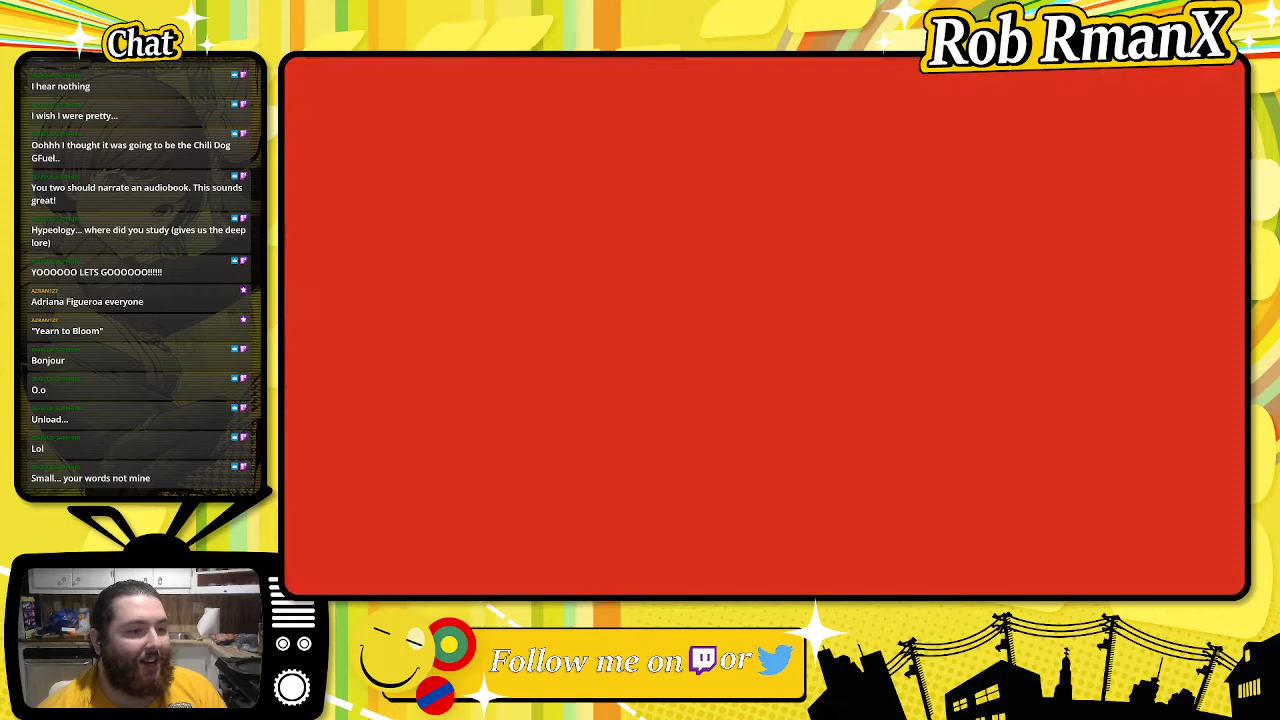 Chat
Rob RmanX
I hear nothing
I wish I were pretty...
Oohhh I thought it was going to be the Chili Dog
GFuel..
You two should narrate an audiobook. This sounds
great!
Hypeology... where did you study (gives us the deep
lore)
YOOOOOO LETS GOOOOOO!!!!!!
AZRAN127
Adriana Figueroa everyone
AZRAN127
"Yearn to Bloom"
Bonjour
O.o
Unload...
Lol
Small... your words not mine
Follow me on or